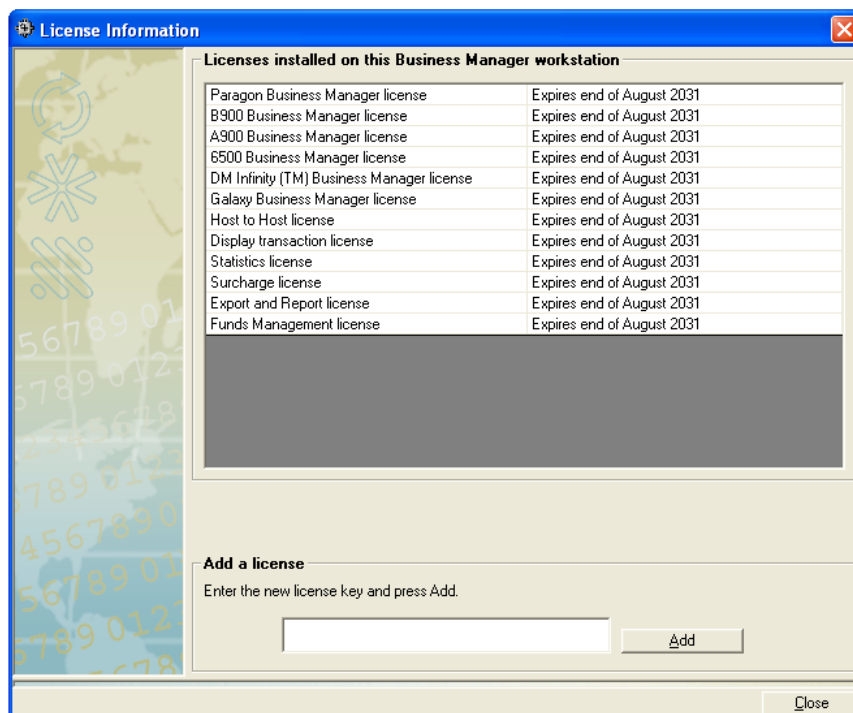 License Information
Licenses installed on this Business Manager workstation
Paragon Business Manager license Expires end of August 2031
B900 Business Manager license Expires end of August 2031
A900 Business Manager license Expires end of August 2031
6500 Business Manager license Expires end of August 2031
DM Infinity (TM) Business Manager license Expires end of August 2031
Galaxy Business Manager license Expires end of August 2031
Host to Host license Expires end of August 2031
Display transaction license Expires end of August 2031
Statistics license Expires end of August 2031
Surcharge license Expires end of August 2031
Export and Report license Expires end of August 2031
Funds Management license Expires end of August 2031
Add a license
Enter the new license key and press Add.
Add
Close